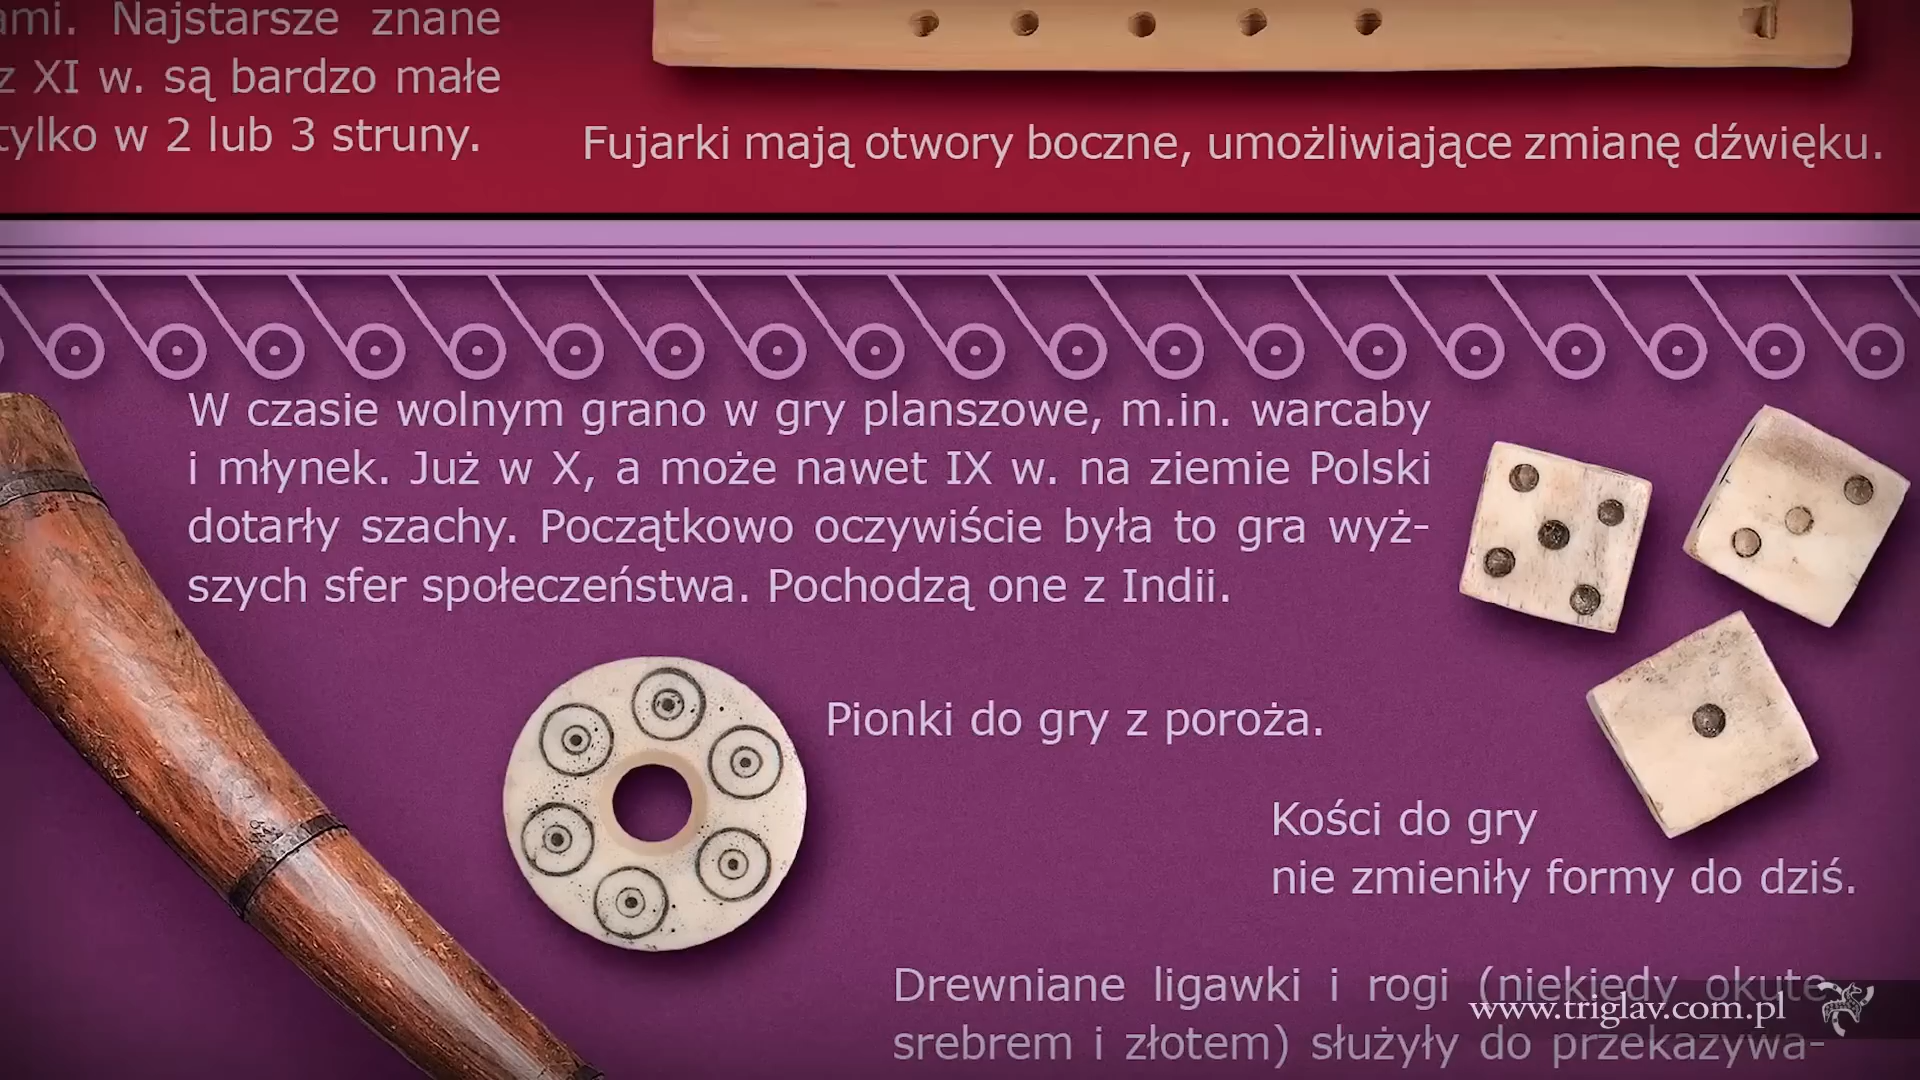 ami. Najstarsze znane
z XI w. są bardzo małe
tylko w 2 lub 3 struny.
Fujarki mają otwory boczne, umożliwiające zmianę dźwięku.
W czasie wolnym grano w gry planszowe, m.in. warcaby
i młynek. Już w X, a może nawet IX w. na ziemie Polski
dotarły szachy. Początkowo oczywiście była to gra wyż-
szych sfer społeczeństwa. Pochodzą one z Indii.
Pionki do gry z poroża.
Kości do gry
nie zmieniły formy do dziś.
Drewniane ligawki i rogi (niekiedy okute
srebrem i złotem) służyły do przekazywa-
www.triglav.com.pl